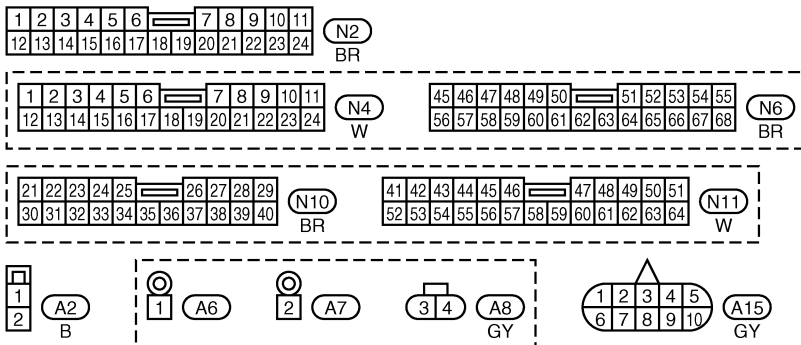 1 2 3 4 5 6 7 8 9 10 11
12 13 14 15 16 17 18 19 20 21 22 23 24
N2
BR
1 2 3 4 5 6 7 8 9 10 11
12 13 14 15 16 17 18 19 20 21 22 23 24
N4
W
45 46 47 48 49 50 51 52 53 54 55
56 57 58 59 60 61 62 63 64 65 66 67 68
N6
BR
21 22 23 24 25 26 27 28 29
30 31 32 33 34 35 36 37 38 39 40
N10
BR
41 42 43 44 45 46 47 48 49 50 51
52 53 54 55 56 57 58 59 60 61 62 63 64
N11
W
1
2
A2
B
1
A6
2
A7
3 4
A8
GY
1 2 3 4 5
6 7 8 9 10
A15
GY